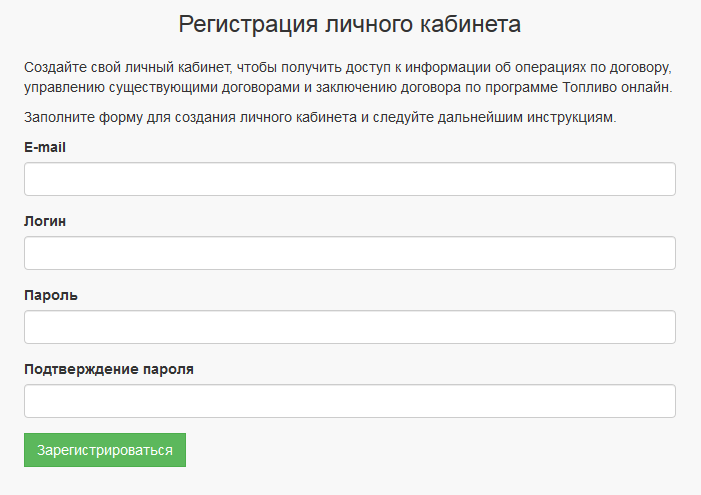 Регистрация личного кабинета
Создайте свой личный кабинет, чтобы получить доступ к информации об операциях по договору,
управлению существующими договорами и заключению договора по программе Топливо онлайн.
Заполните форму для создания личного кабинета и следуйте дальнейшим инструкциям.
E-mail
Логин
Пароль
Подтверждение пароля
Зарегистрироваться